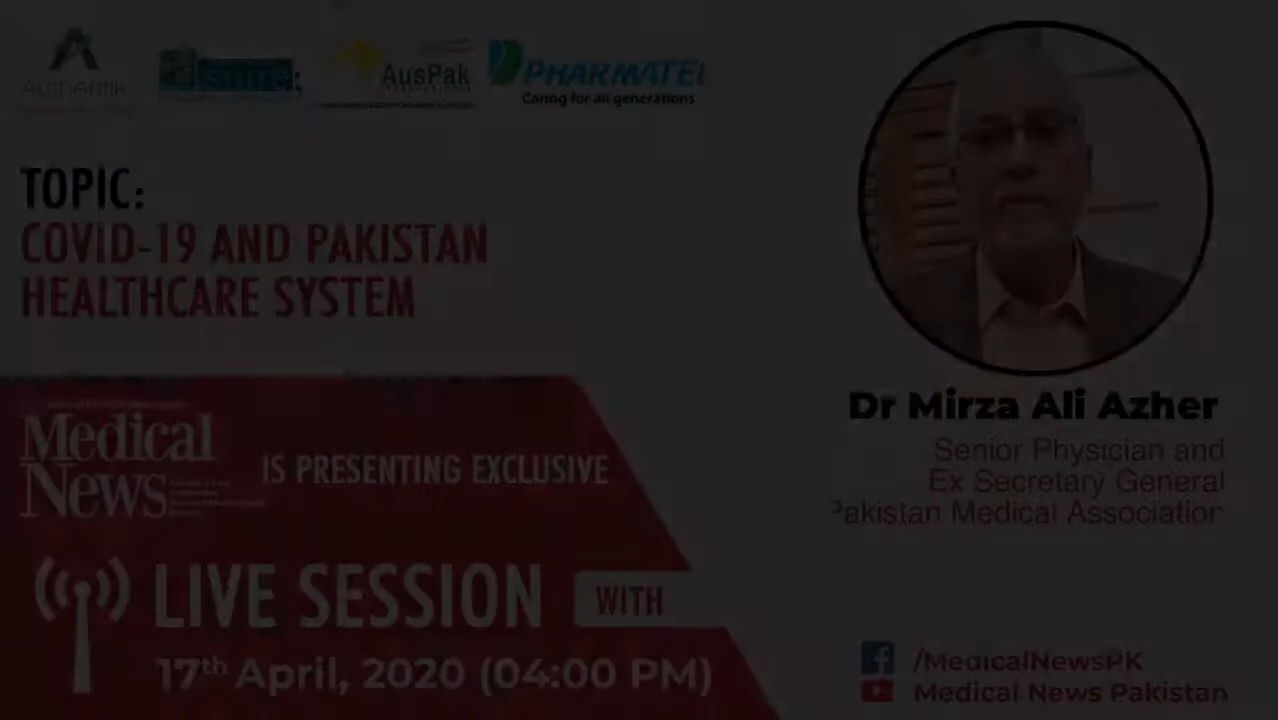 AuthAntik
AusPak
PHARMATEC
Caring for all generations
TOPIC:
COVID-19 AND PAKISTAN
HEALTHCARE SYSTEM
Medical
News
IS PRESENTING EXCLUSIVE
LIVE SESSION WITH
17th April, 2020 (04:00 PM)
Dr Mirza Ali Azher
Senior Physician and
Ex Secretary General
Pakistan Medical Association
/MedicalNewsPK
Medical News Pakistan